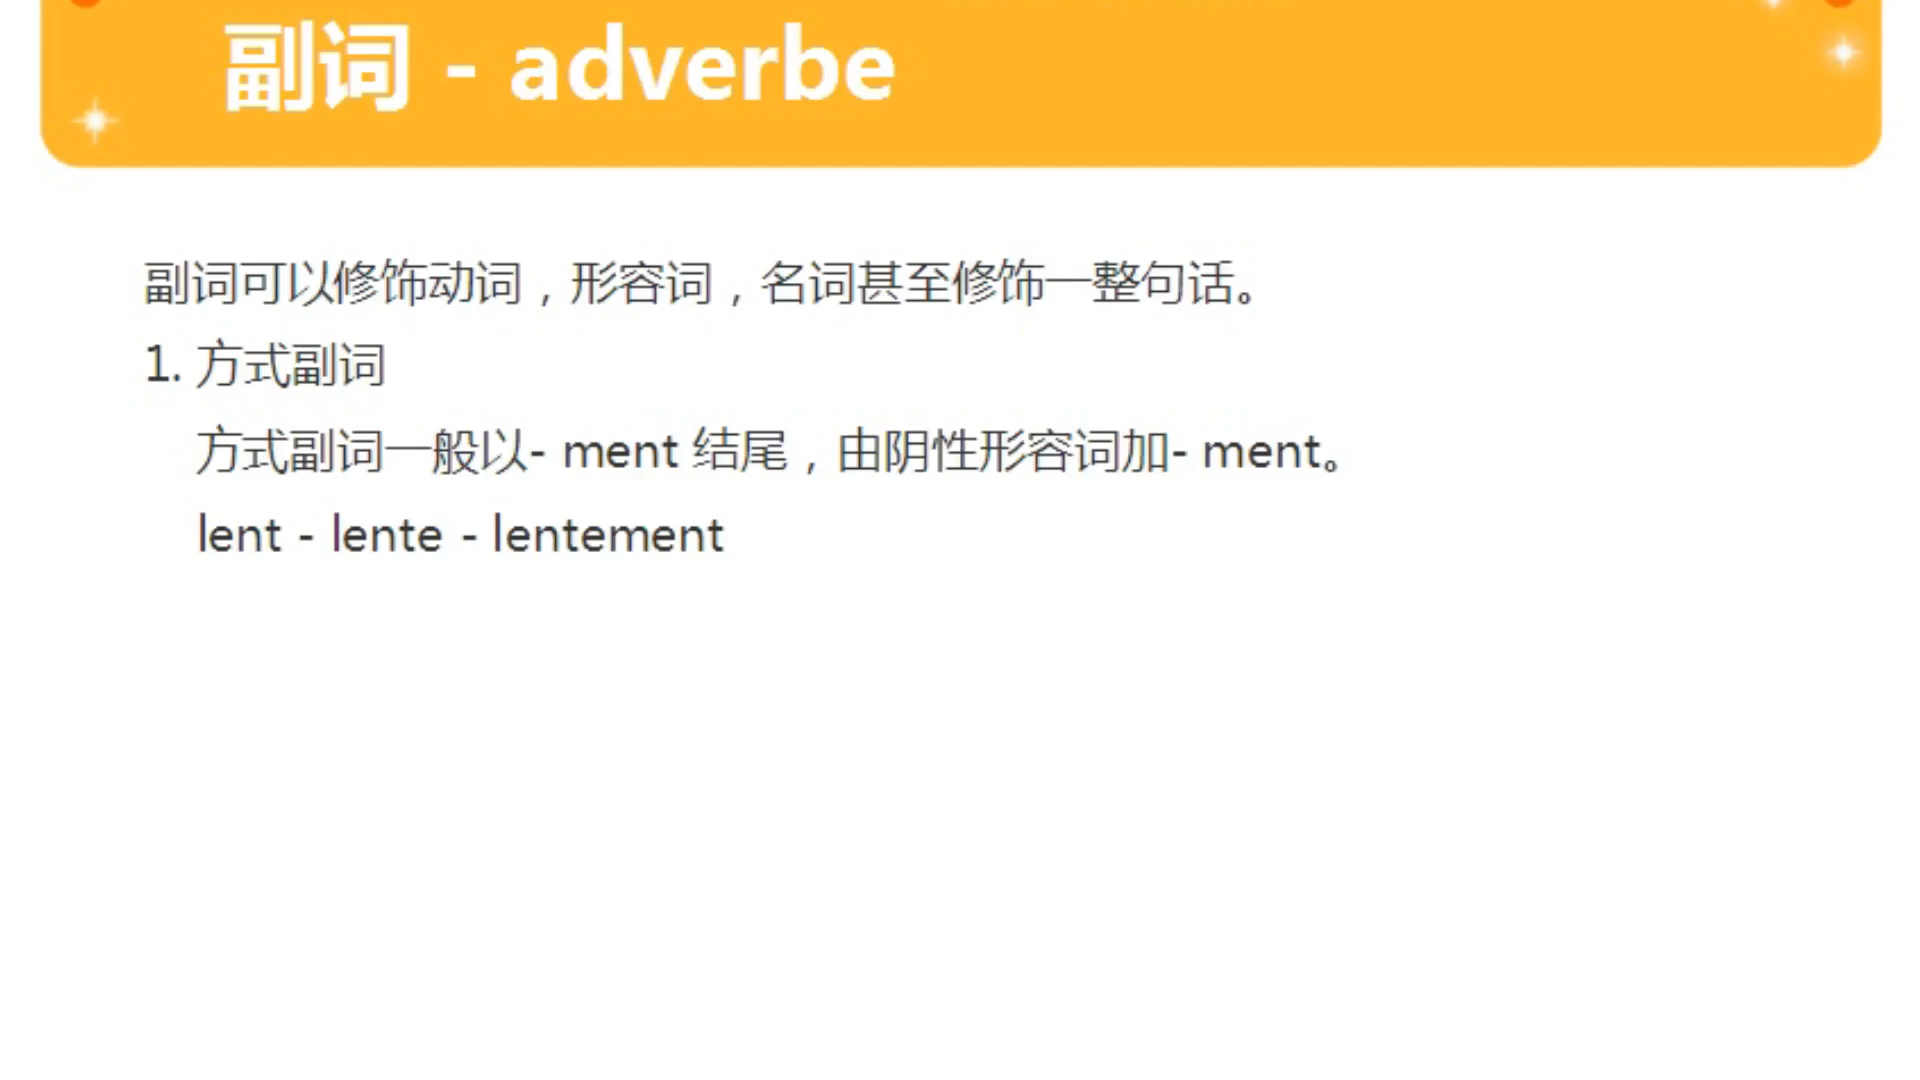 副词 - adverbe
副词可以修饰动词，形容词，名词甚至修饰一整句话。
1. 方式副词
方式副词一般以- ment 结尾，由阴性形容词加- ment。
lent - lente - lentement